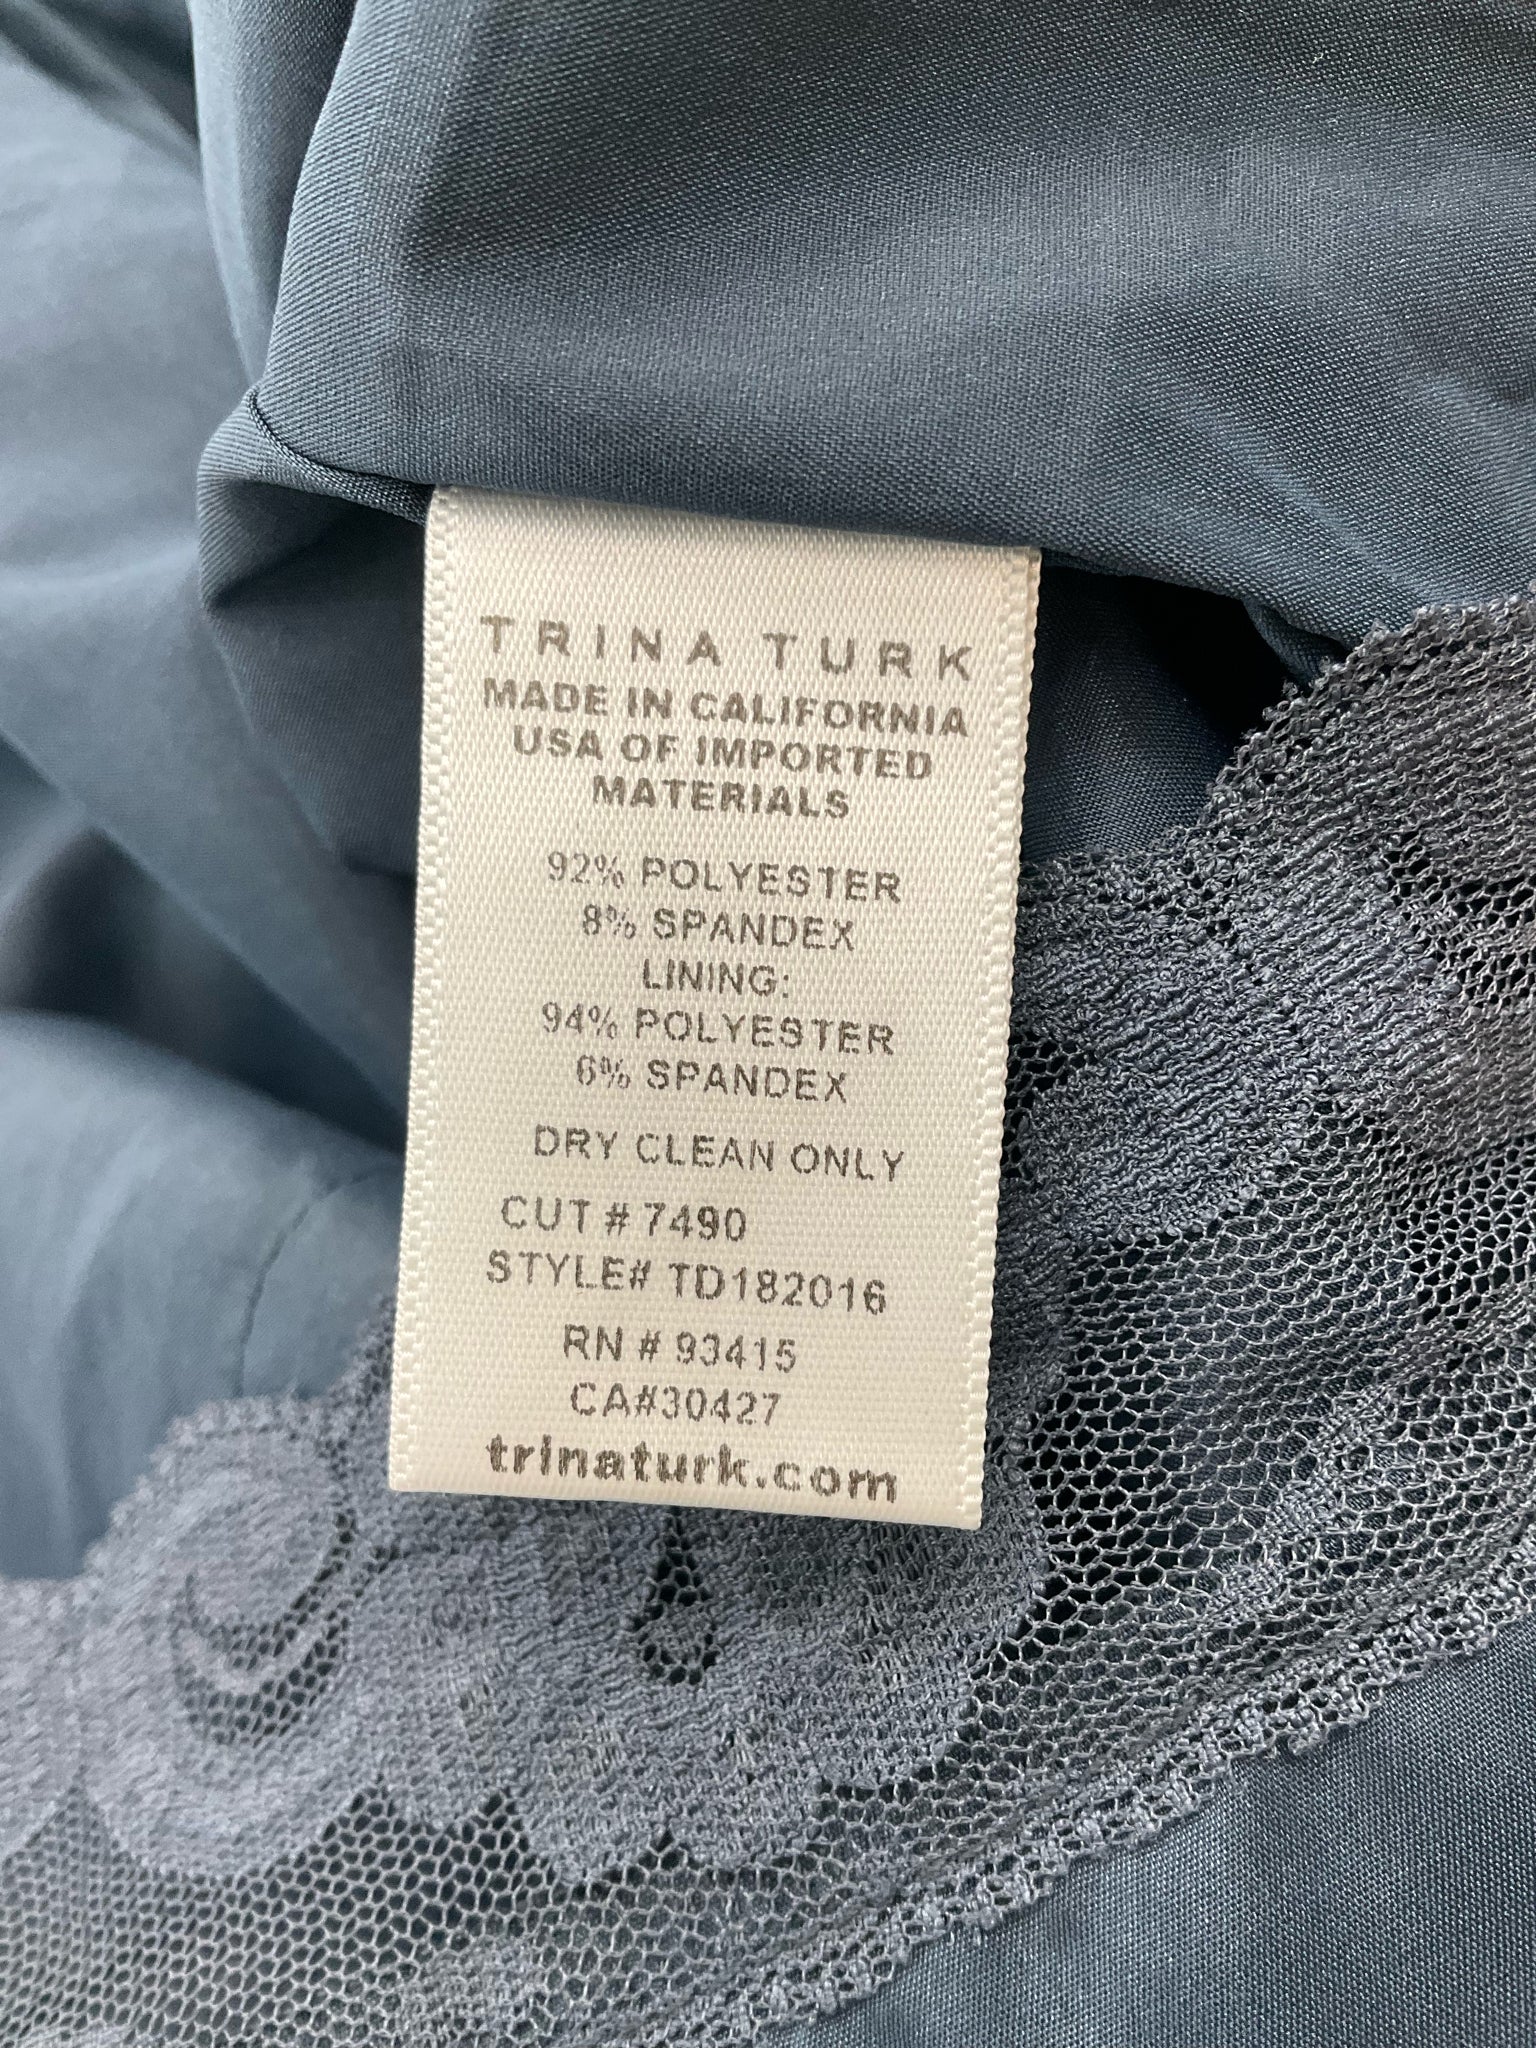 TRINA TURK
MADE IN CALIFORNIA
USA OF IMPORTED
MATERIALS
92% POLYESTER
8% SPANDEX
LINING:
94% POLYESTER
6% SPANDEX
DRY CLEAN ONLY
CUT # 7490
STYLE# TD182016
RN # 93415
CA#30427
trinaturk.com